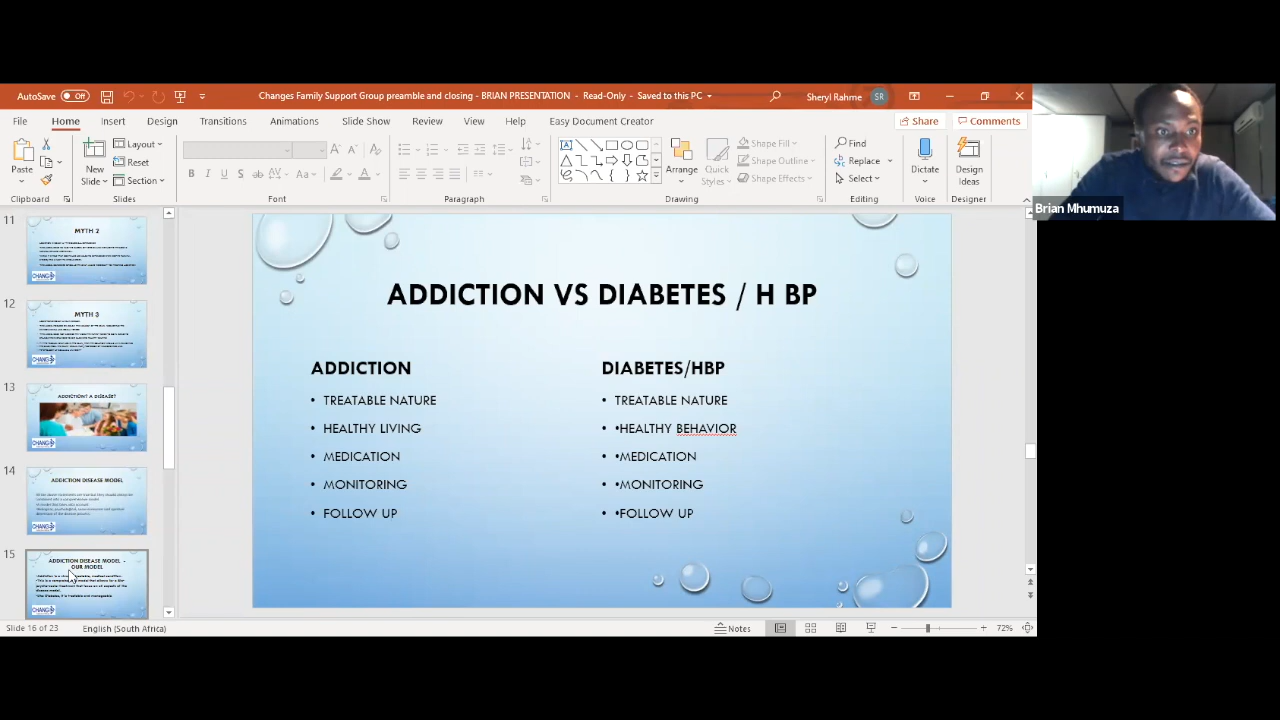 AutoSave Off
Changes Family Support Group preamble and closing - BRIAN PRESENTATION - Read-Only - Saved to this PC
Sheryl Rahme SR
File Home Insert Design Transitions Animations Slide Show Review View Help Easy Document Creator
Share Comments
Paste
Clipboard
New Slide
Layout
Reset
Section
Slides
Font
Paragraph
Arrange
Quick Styles
Shape Fill
Shape Outline
Shape Effects
Drawing
Find
Replace
Select
Editing
Dictate
Voice
Design Ideas
Designer
Brian Mhumuza
11
MYTH 2
12
MYTH 3
13
ADDICTION? A DISEASE?
14
ADDICTION DISEASE MODEL
15
ADDICTION DISEASE MODEL -
OUR MODEL
ADDICTION VS DIABETES / H BP
ADDICTION
• TREATABLE NATURE
• HEALTHY LIVING
• MEDICATION
• MONITORING
• FOLLOW UP
DIABETES/HBP
• TREATABLE NATURE
• •HEALTHY BEHAVIOR
• •MEDICATION
• •MONITORING
• •FOLLOW UP
Slide 16 of 23
English (South Africa)
Notes
72%